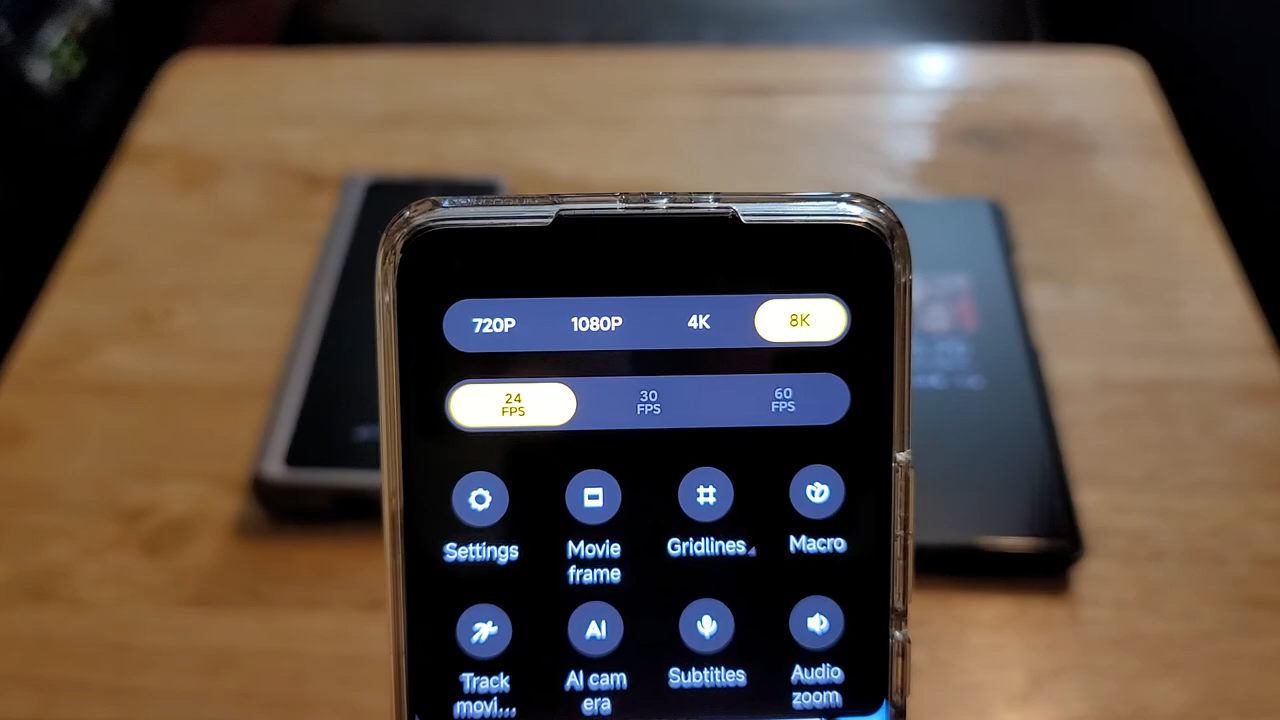 720P 1080P 4K 8K
24 FPS 30 FPS 60 FPS
Settings Movie frame Gridlines Macro
AI
Track movi... AI cam era Subtitles Audio zoom